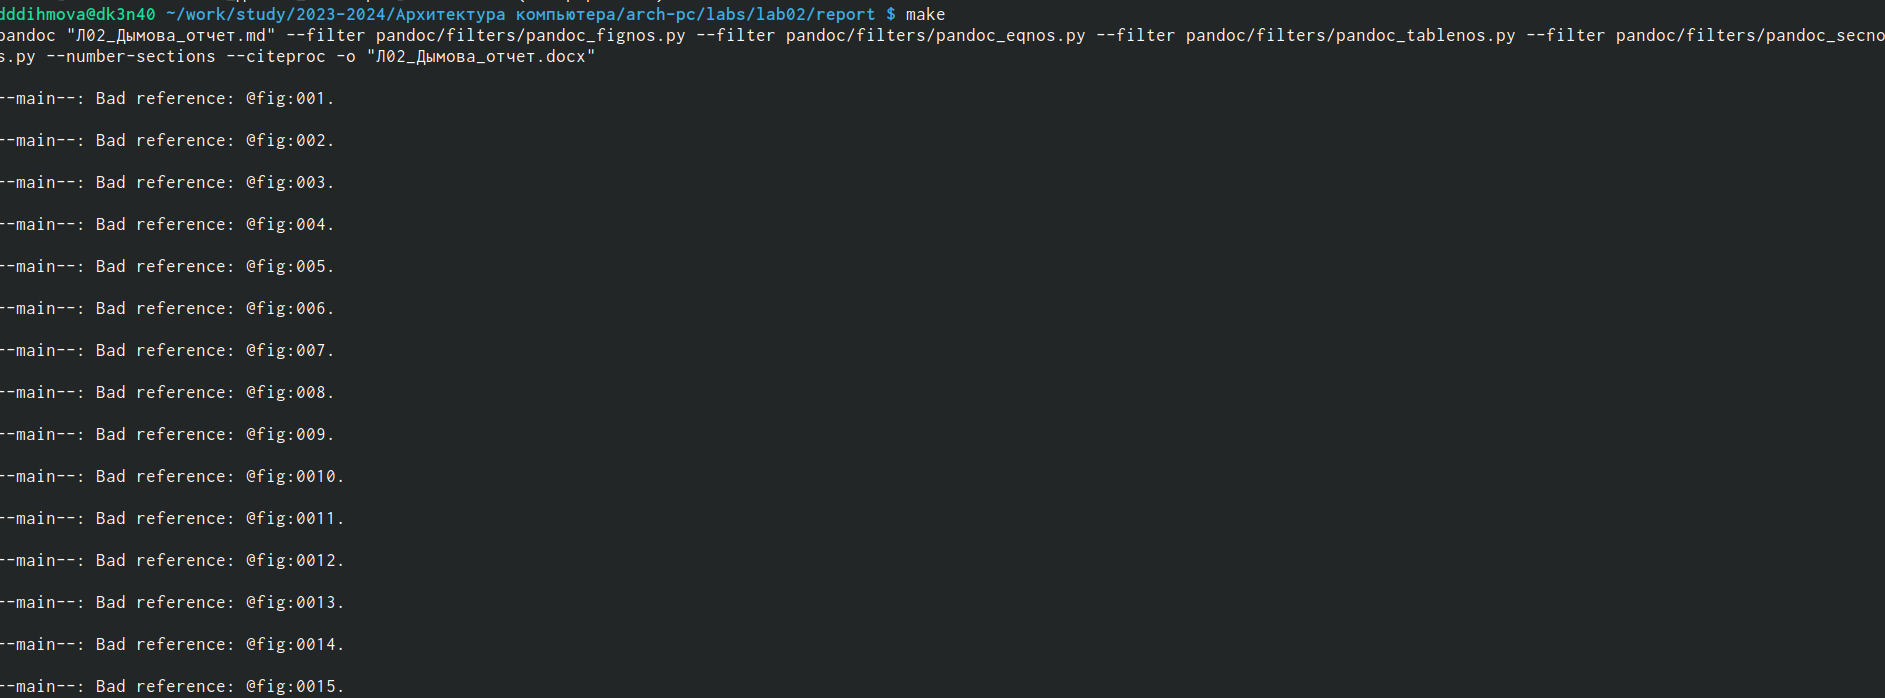 dddihmova@dk3n40 ~/work/study/2023-2024/Архитектура компьютера/arch-pc/labs/lab02/report $ make
pandoc "Л02_Дымова_отчет.md" --filter pandoc/filters/pandoc_fignos.py --filter pandoc/filters/pandoc_eqnos.py --filter pandoc/filters/pandoc_tablenos.py --filter pandoc/filters/pandoc_secno
s.py --number-sections --citeproc -o "Л02_Дымова_отчет.docx"
--main--: Bad reference: @fig:001.
--main--: Bad reference: @fig:002.
--main--: Bad reference: @fig:003.
--main--: Bad reference: @fig:004.
--main--: Bad reference: @fig:005.
--main--: Bad reference: @fig:006.
--main--: Bad reference: @fig:007.
--main--: Bad reference: @fig:008.
--main--: Bad reference: @fig:009.
--main--: Bad reference: @fig:0010.
--main--: Bad reference: @fig:0011.
--main--: Bad reference: @fig:0012.
--main--: Bad reference: @fig:0013.
--main--: Bad reference: @fig:0014.
--main--: Bad reference: @fig:0015.